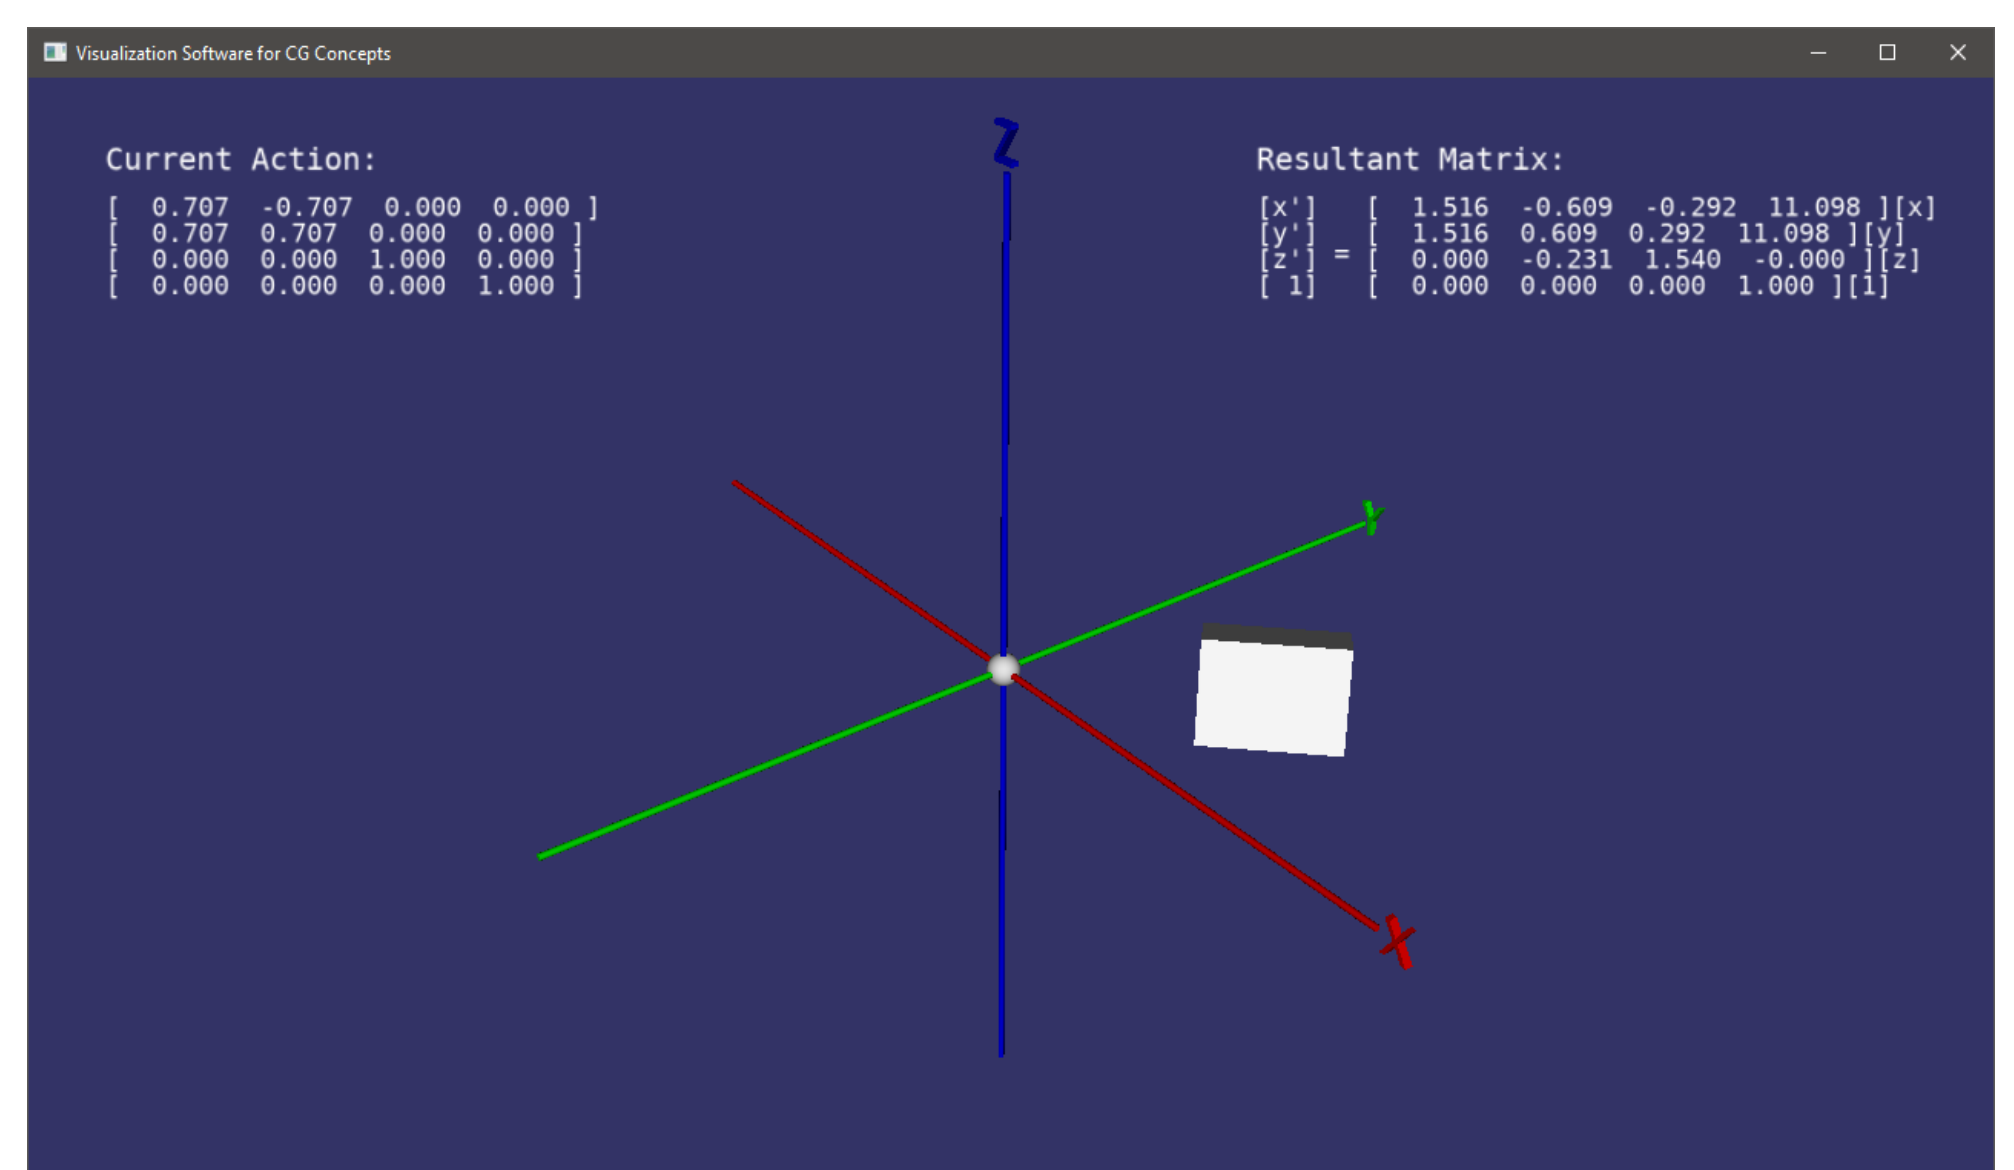 Visualization Software for CG Concepts
Current Action:
[ 0.707 -0.707 0.000 0.000 ]
[ 0.707 0.707 0.000 0.000 ]
[ 0.000 0.000 1.000 0.000 ]
[ 0.000 0.000 0.000 1.000 ]
Resultant Matrix:
[x'] [ 1.516 -0.609 -0.292 11.098 ][x]
[y'] [ 1.516 0.609 0.292 11.098 ][y]
[z'] = [ 0.000 -0.231 1.540 -0.000 ][z]
[ 1] [ 0.000 0.000 0.000 1.000 ][1]
Z
Y
X